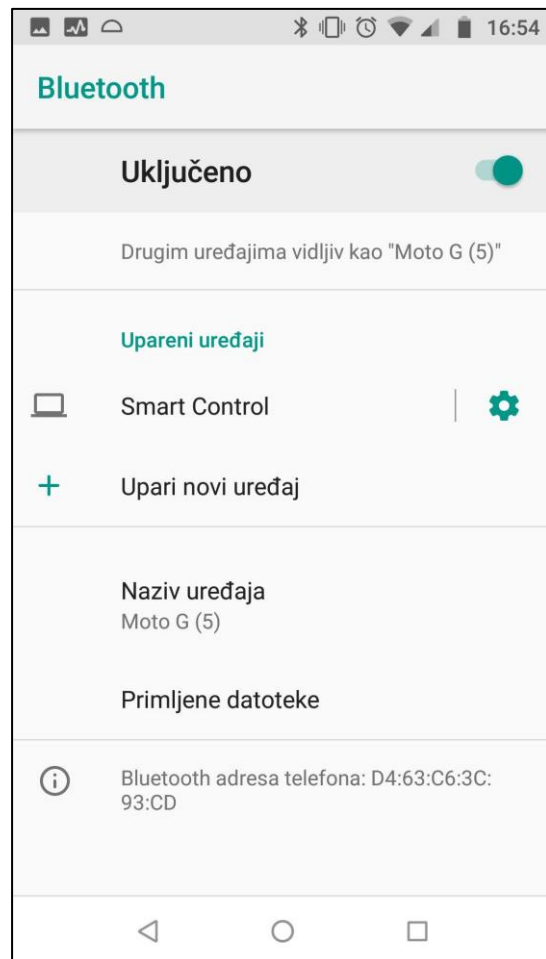 16:54
Bluetooth
Uključeno
Drugim uređajima vidljiv kao "Moto G (5)"
Upareni uređaji
Smart Control
Upari novi uređaj
Naziv uređaja
Moto G (5)
Primljene datoteke
Bluetooth adresa telefona: D4:63:C6:3C:
93:CD